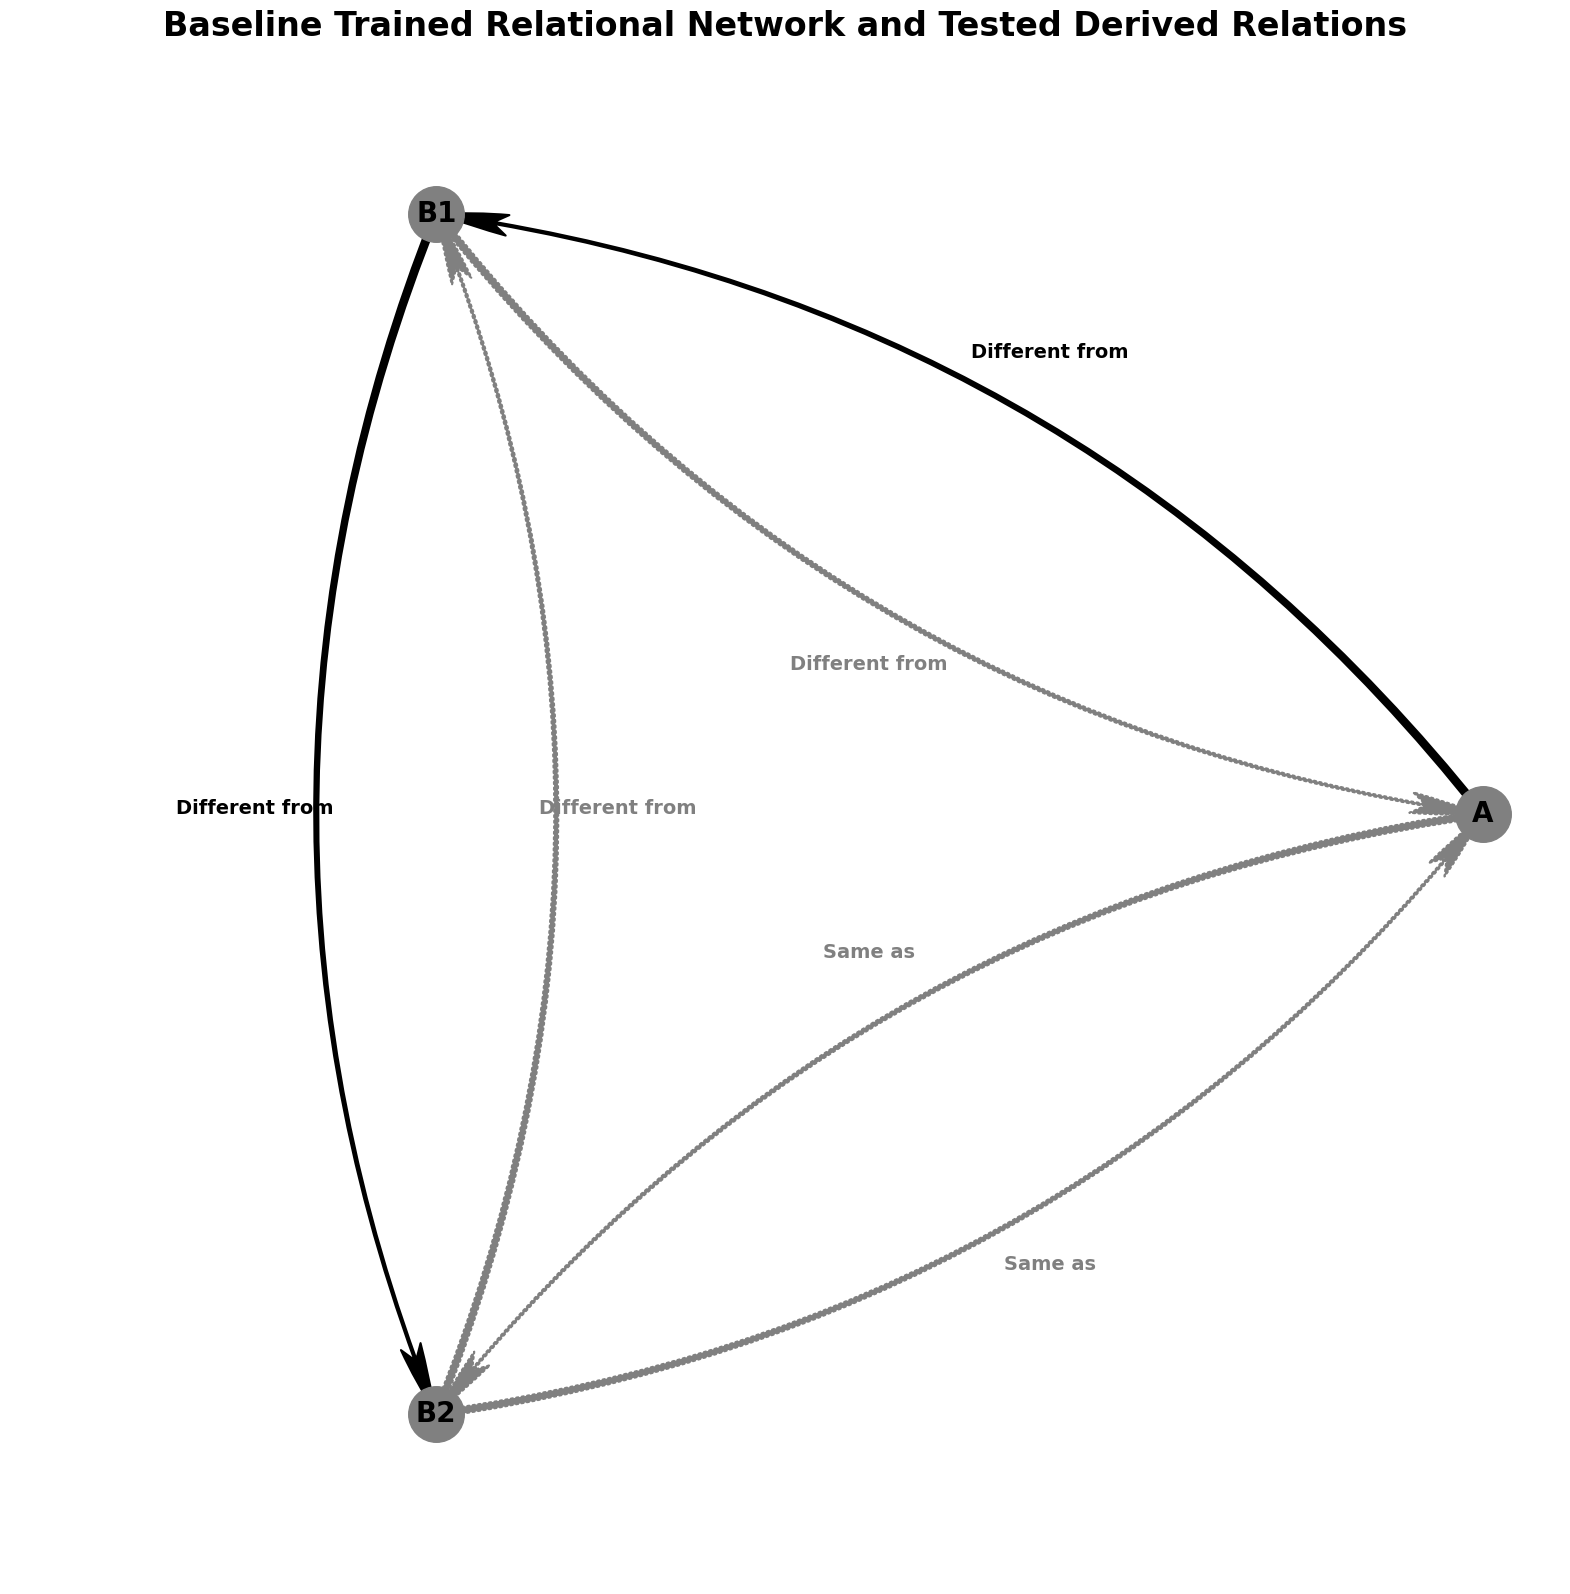 Baseline Trained Relational Network and Tested Derived Relations
B1
Different from
Different from
Different from
Different from
A
Same as
Same as
B2